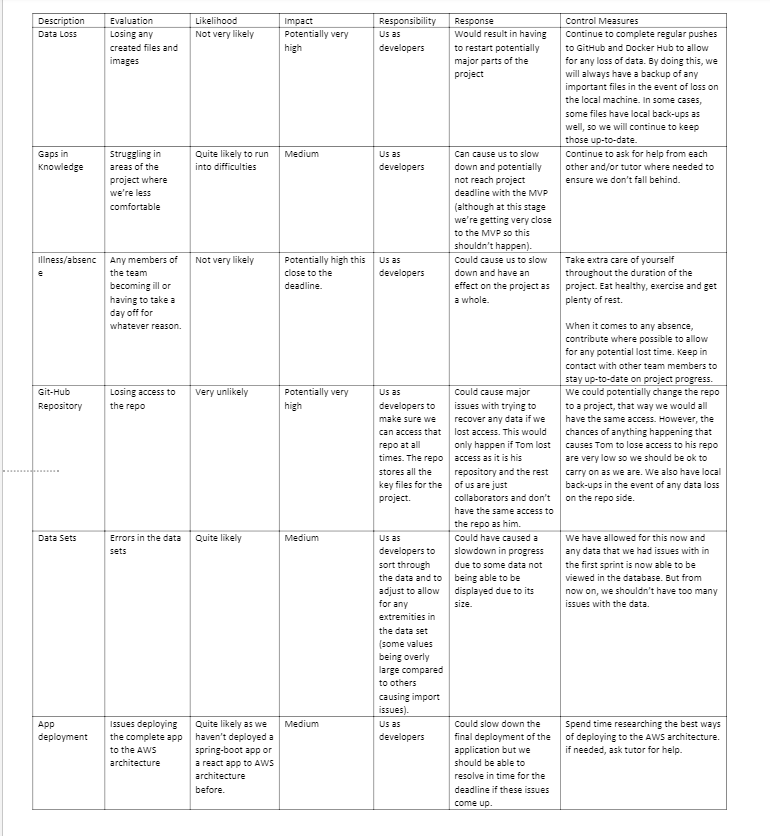 Description Evaluation Likelihood Impact Responsibility Response Control Measures
Data Loss
Losing any
created files and
images
Not very likely
Potentially very
high
Us as
developers
Would result in having
to restart potentially
major parts of the
project
Continue to complete regular pushes
to GitHub and Docker Hub to allow
for any loss of data. By doing this, we
will always have a backup of any
important files in the event of loss on
the local machine. In some cases,
some files have local back-ups as
well, so we will continue to keep
those up-to-date.
Gaps in
Knowledge
Struggling in
areas of the
project where
we're less
comfortable
Quite likely to run
into difficulties
Medium
Us as
developers
Can cause us to slow
down and potentially
not reach project
deadline with the MVP
(although at this stage
we're getting very close
to the MVP so this
shouldn't happen).
Continue to ask for help from each
other and/or tutor where needed to
ensure we don't fall behind.
Illness/absenc
e
Any members of
the team
becoming ill or
having to take a
day off for
whatever reason.
Not very likely
Potentially high this
close to the
deadline.
Us as
developers
Could cause us to slow
down and have an
effect on the project as
a whole.
Take extra care of yourself
throughout the duration of the
project. Eat healthy, exercise and get
plenty of rest.
When it comes to any absence,
contribute where possible to allow
for any potential lost time. Keep in
contact with other team members to
stay up-to-date on project progress.
Git-Hub
Repository
Losing access to
the repo
Very unlikely
Potentially very
high
Us as
developers to
make sure we
can access that
repo at all
times. The repo
stores all the
key files for the
project.
Could cause major
issues with trying to
recover any data if we
lost access. This would
only happen if Tom lost
access as it is his
repository and the rest
of us are just
collaborators and don't
have the same access to
the repo as him.
We could potentially change the repo
to a project, that way we would all
have the same access. However, the
chances of anything happening that
causes Tom to lose access to his repo
are very low so we should be ok to
carry on as we are. We also have local
back-ups in the event of any data loss
on the repo side.
Data Sets
Errors in the data
sets
Quite likely
Medium
Us as
developers to
sort through
the data and to
adjust to allow
for any
extremities in
the data set
(some values
being overly
large compared
to others
causing import
issues).
Could have caused a
slowdown in progress
due to some data not
being able to be
displayed due to its
size.
We have allowed for this now and
any data that we had issues with in
the first sprint is now able to be
viewed in the database. But from
now on, we shouldn't have too many
issues with the data.
App
deployment
Issues deploying
the complete app
to the AWS
architecture
Quite likely as we
haven't deployed a
spring-boot app or
a react app to AWS
architecture
before.
Medium
Us as
developers
Could slow down the
final deployment of the
application but we
should be able to
resolve in time for the
deadline if these issues
come up.
Spend time researching the best ways
of deploying to the AWS architecture.
if needed, ask tutor for help.